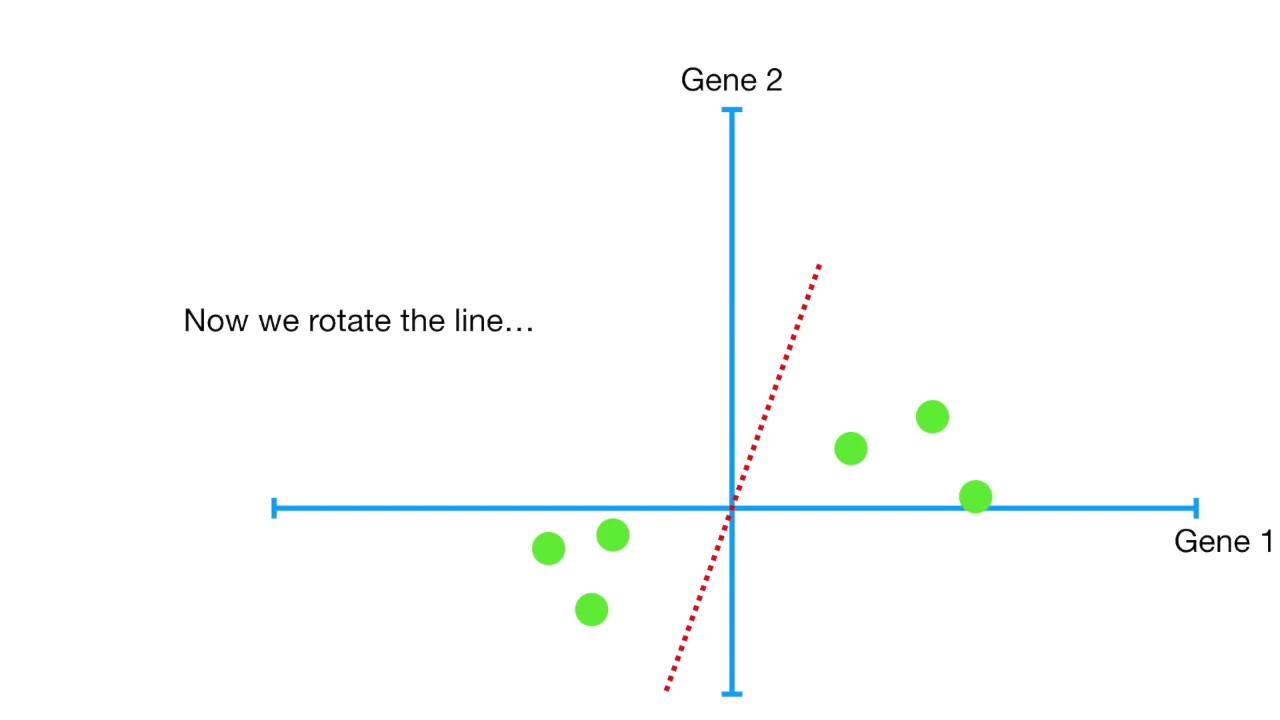 Gene 2
Now we rotate the line…
Gene 1